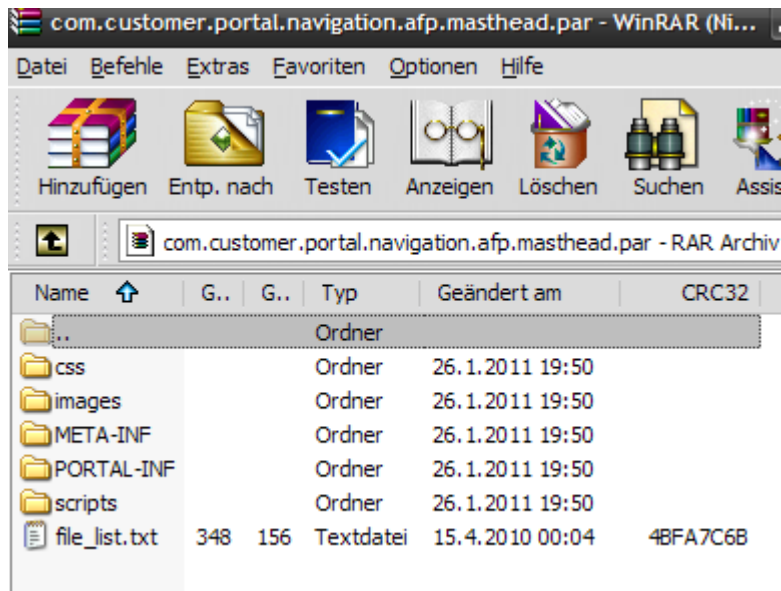 com.customer.portal.navigation.afp.masthead.par - WinRAR (Ni...
Datei Befehle Extras Favoriten Optionen Hilfe
Hinzufügen Entp. nach Testen Anzeigen Löschen Suchen Assis
com.customer.portal.navigation.afp.masthead.par - RAR Archiv
Name G.. G.. Typ Geändert am CRC32
.. Ordner
css Ordner 26.1.2011 19:50
images Ordner 26.1.2011 19:50
META-INF Ordner 26.1.2011 19:50
PORTAL-INF Ordner 26.1.2011 19:50
scripts Ordner 26.1.2011 19:50
file_list.txt 348 156 Textdatei 15.4.2010 00:04 4BFA7C6B